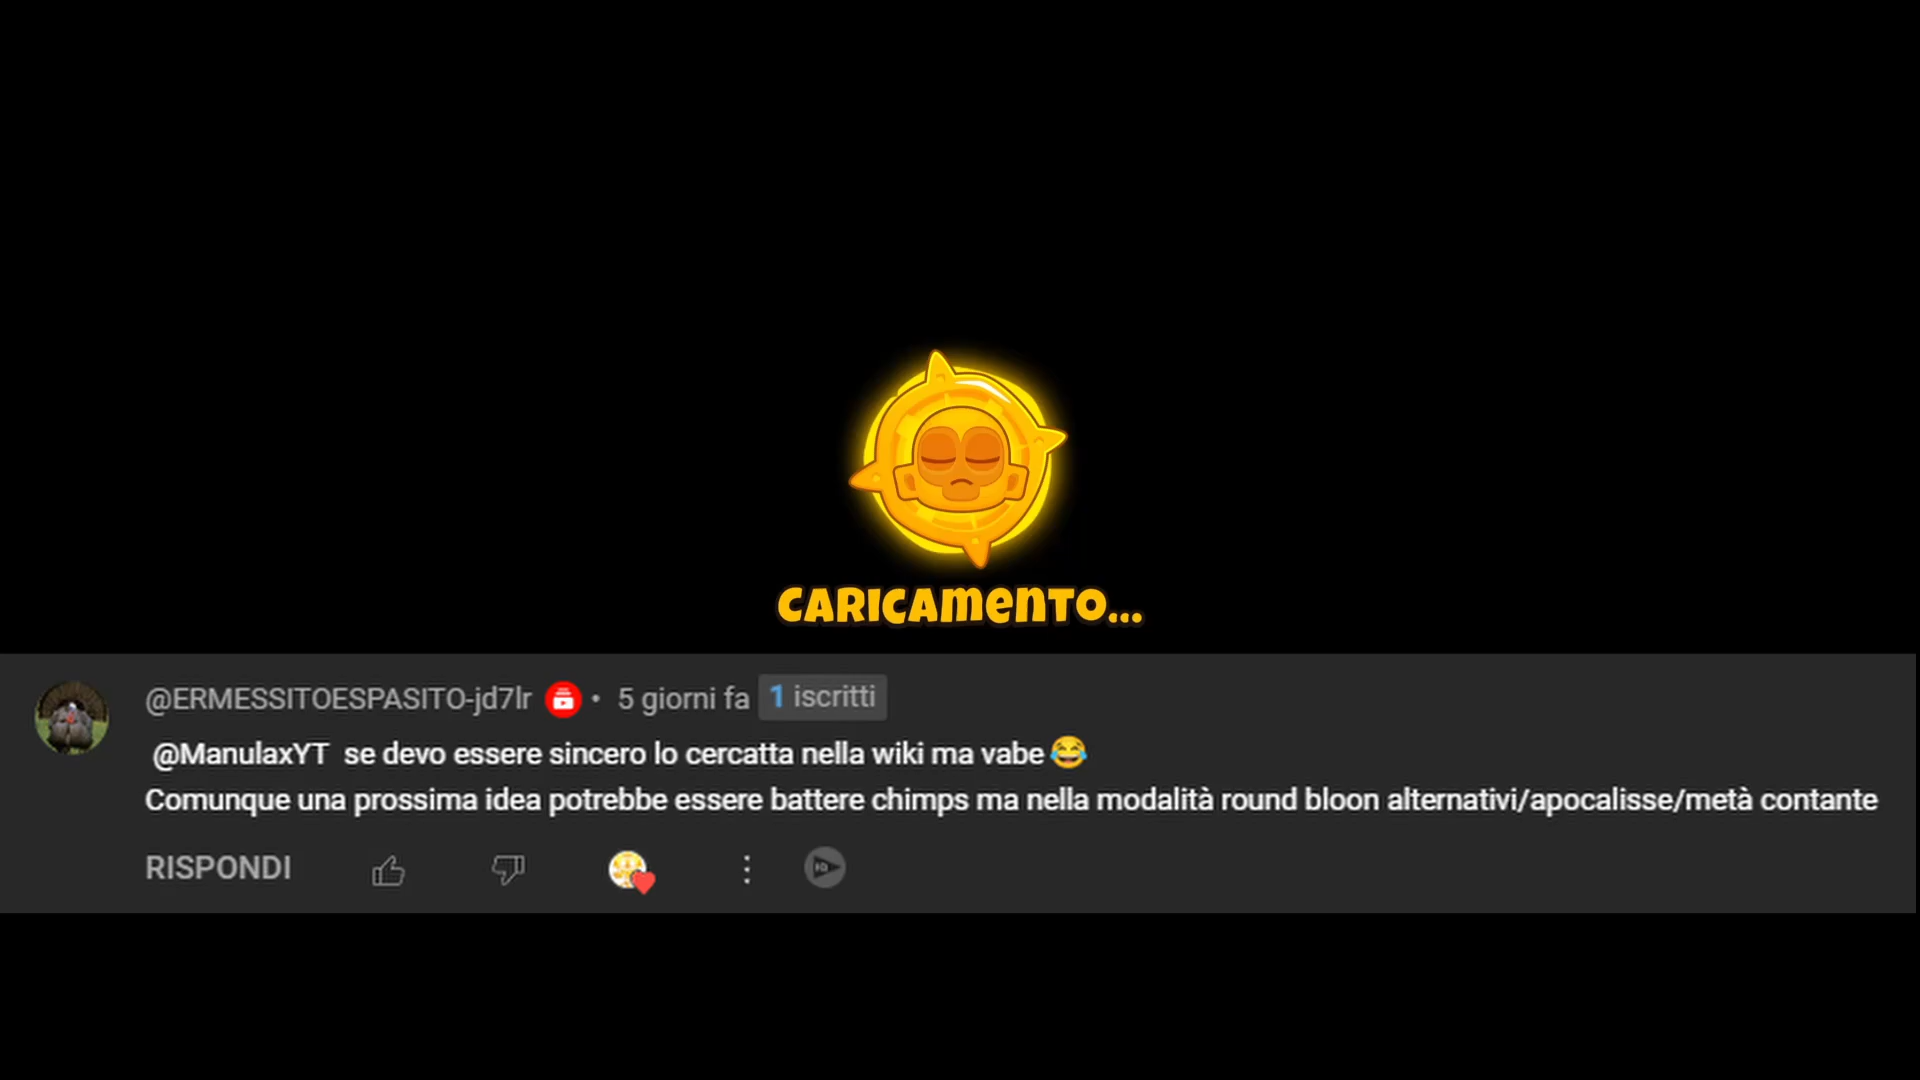 CARICAMENTO...
@ERMESSITOESPASITO-jd7lr • 5 giorni fa 1 iscritti
@ManulaxYT se devo essere sincero lo cercatta nella wiki ma vabe😂
Comunque una prossima idea potrebbe essere battere chimps ma nella modalità round bloon alternativi/apocalisse/metà contante
RISPONDI